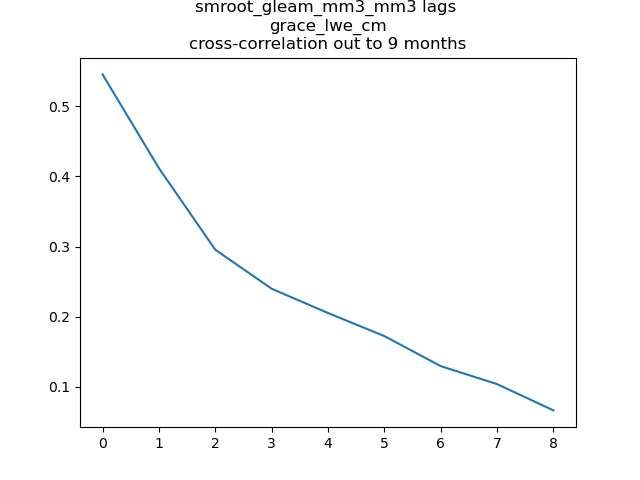 smroot_gleam_mm3_mm3 lags
grace_lwe_cm
cross-correlation out to 9 months
0.5
0.4
0.3
0.2
0.1
0 1 2 3 4 5 6 7 8